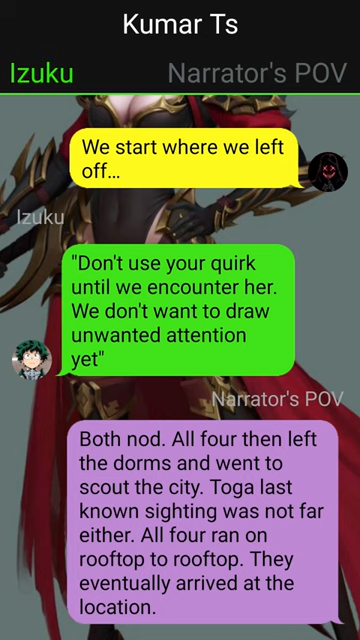 Kumar Ts
Izuku
Narrator's POV
We start where we left
off...
Izuku
"Don't use your quirk
until we encounter her.
We don't want to draw
unwanted attention
yet"
Narrator's POV
Both nod. All four then left
the dorms and went to
scout the city. Toga last
known sighting was not far
either. All four ran on
rooftop to rooftop. They
eventually arrived at the
location.